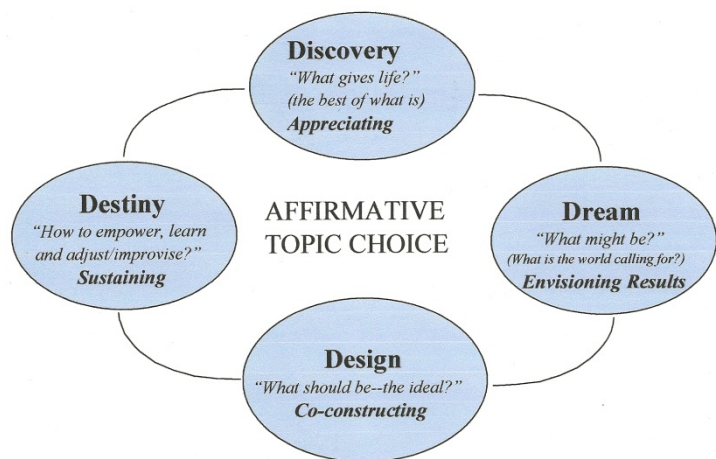 Discovery
“What gives life?”
(the best of what is)
Appreciating
Destiny
“How to empower, learn
and adjust/improvise?”
Sustaining
AFFIRMATIVE
TOPIC CHOICE
Dream
“What might be?”
(What is the world calling for?)
Envisioning Results
Design
“What should be--the ideal?”
Co-constructing